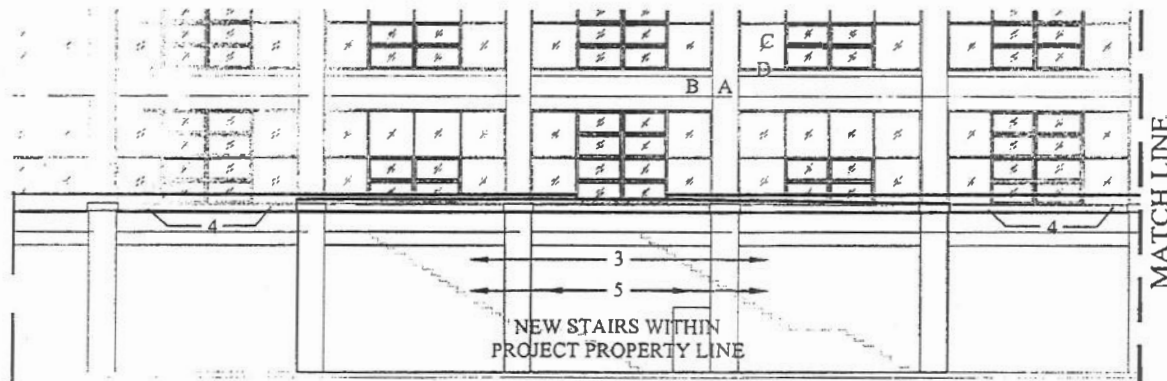 C
D
B A
MATCH LINE
4
4
3
5
NEW STAIRS WITHIN
PROJECT PROPERTY LINE